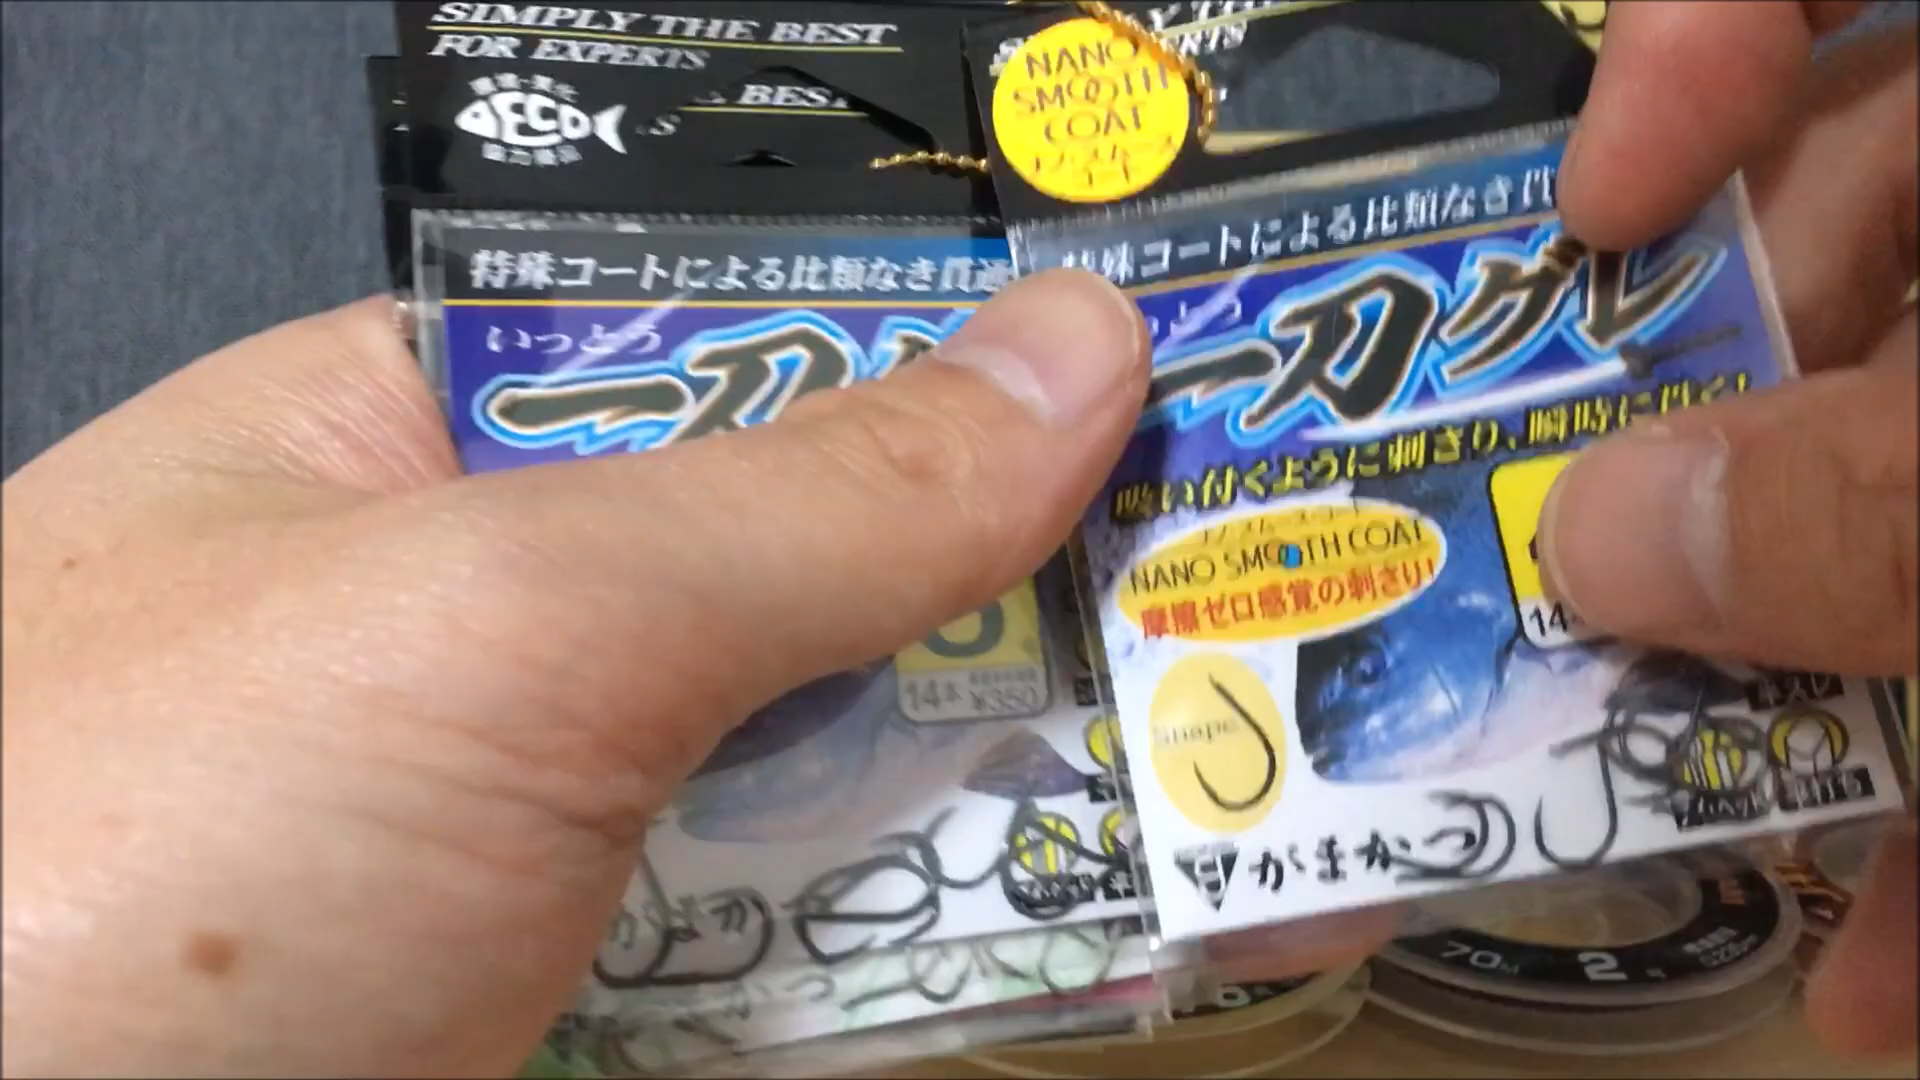 SIMPLY THE BEST
FOR EXPERTS
BEST
ECO
NANO
SMOOTH
COAT
特殊コートによる比類なき貫通
いっとう
一刀
14本 ¥350
特殊コートによる比類なき貫
一刀グレ
吸い付くように刺さり、瞬時に貫く!
NANO SMOOTH COAT
摩擦ゼロ感覚の刺さり!
14
Shape
がまかつ
70M 2